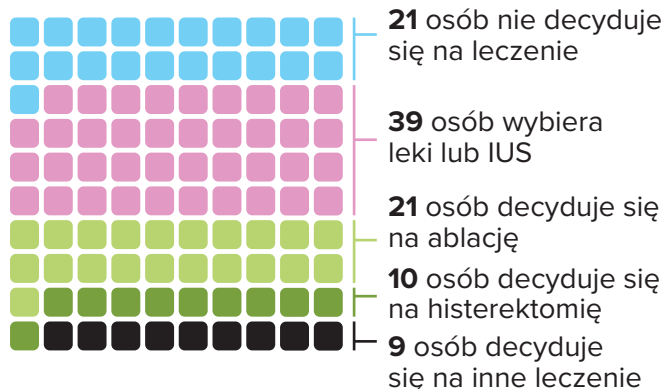 21 osób nie decyduje
się na leczenie
39 osób wybiera
leki lub IUS
21 osób decyduje się
na ablację
10 osób decyduje się
na histerektomię
9 osób decyduje
się na inne leczenie